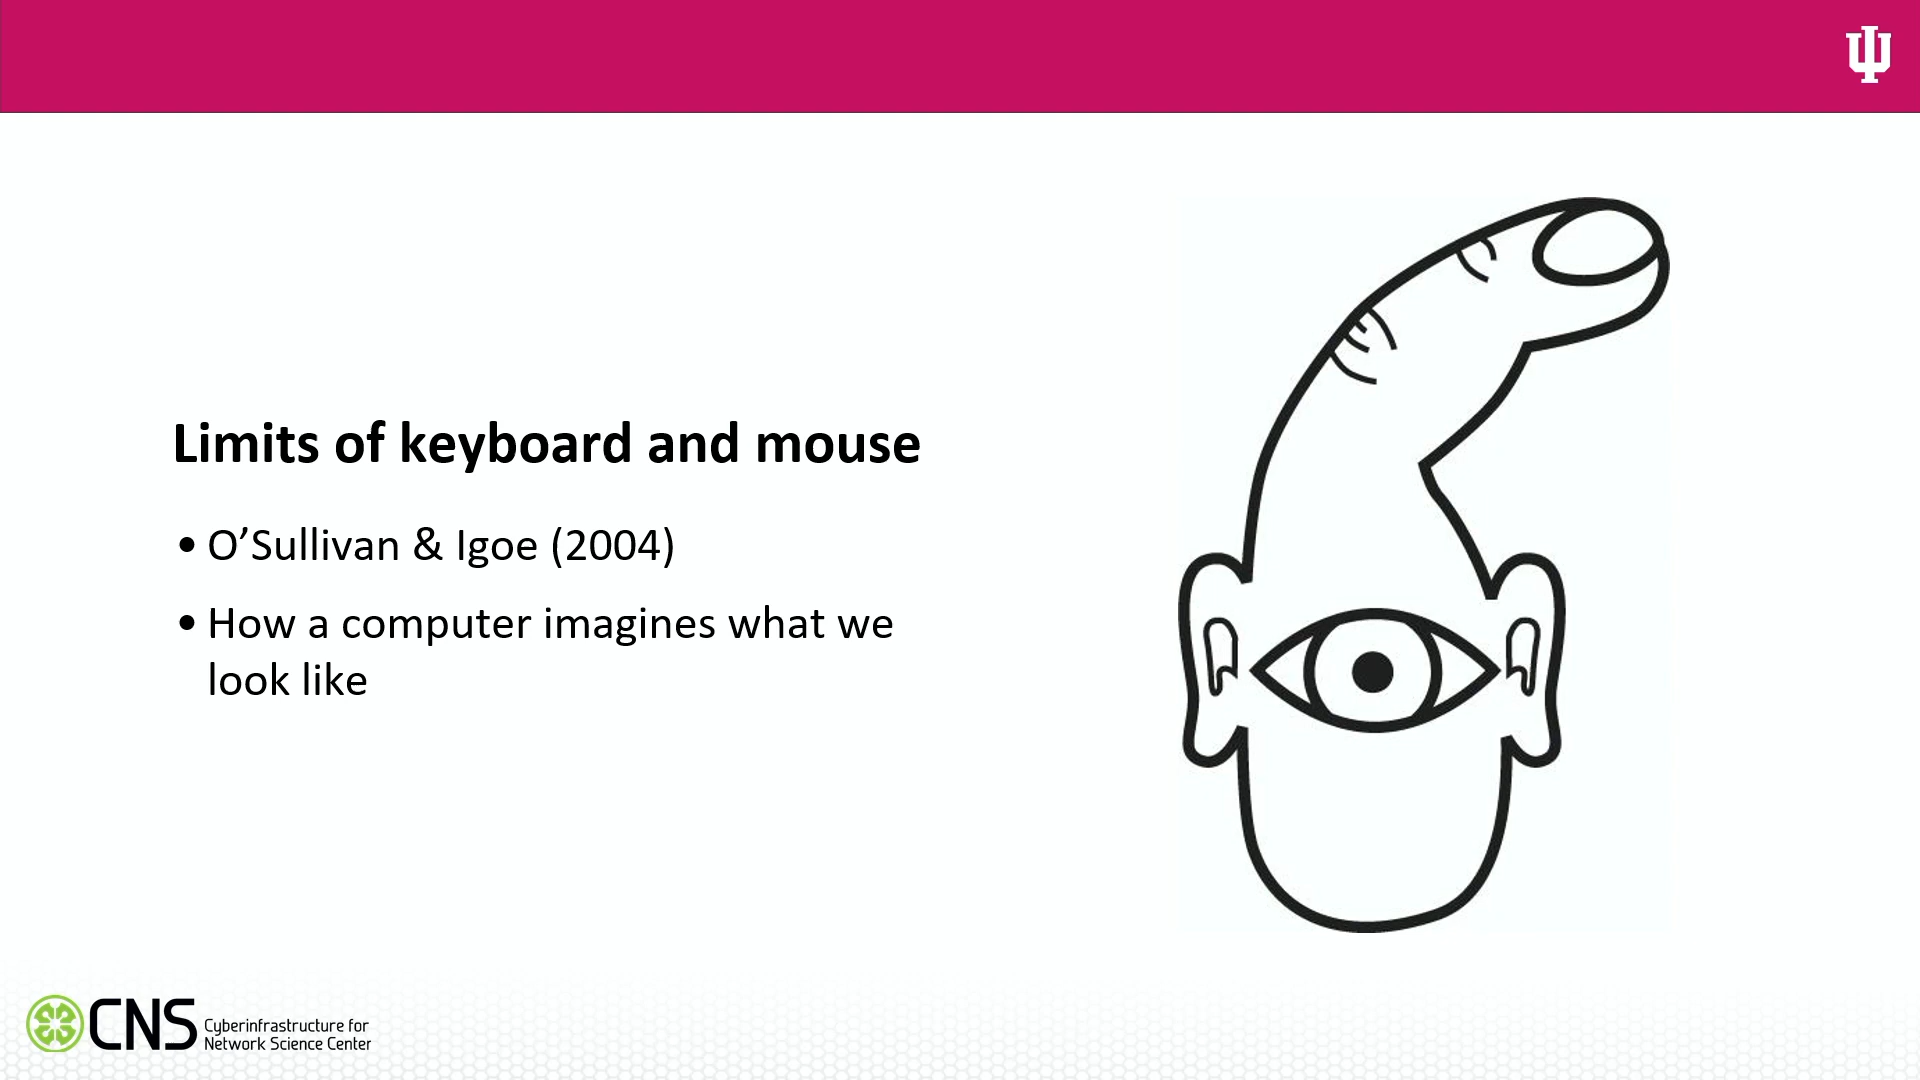 Limits of keyboard and mouse
• O’Sullivan & Igoe (2004)
• How a computer imagines what we
look like
CNS
Cyberinfrastructure for
Network Science Center